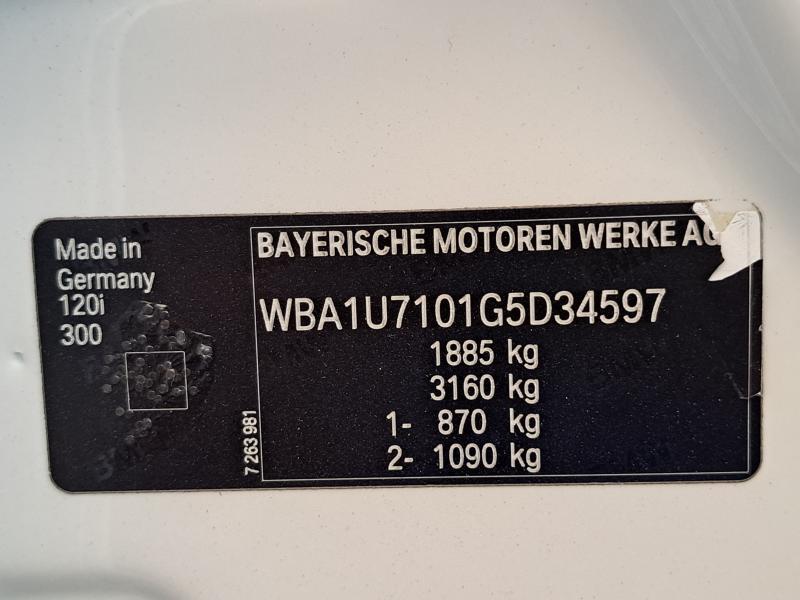 Made in
Germany
120i
300
7 263 981
BAYERISCHE MOTOREN WERKE AG
WBA1U7101G5D34597
1885 kg
3160 kg
1- 870 kg
2- 1090 kg